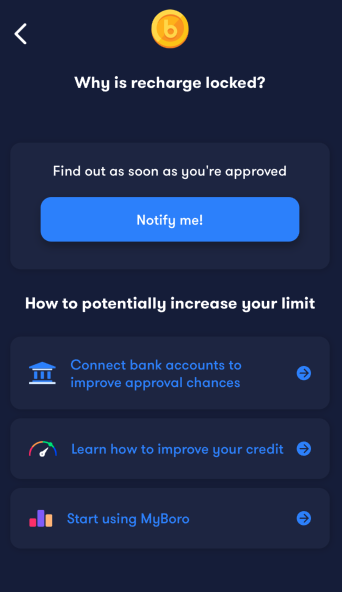 b
Why is recharge locked?
Find out as soon as you're approved
Notify me!
How to potentially increase your limit
Connect bank accounts to
improve approval chances
Learn how to improve your credit
Start using MyBoro